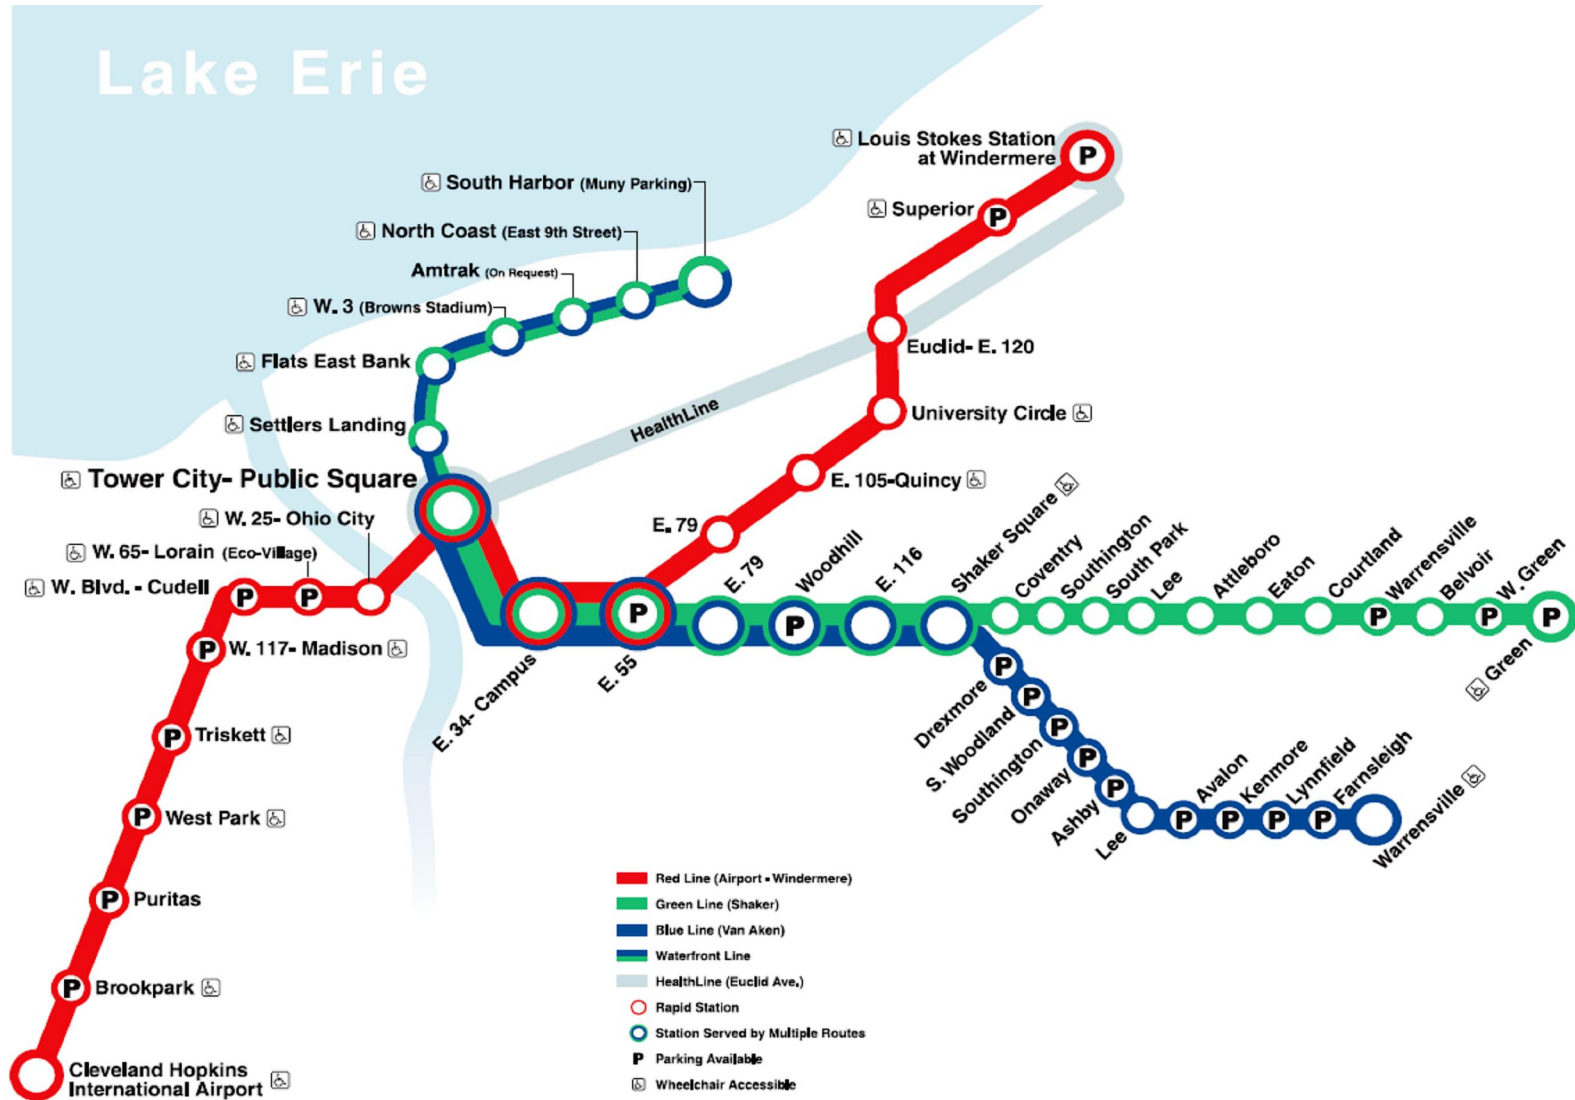 Lake Erie
Louis Stokes Station
at Windermere
P
South Harbor (Muny Parking)
Superior
P
North Coast (East 9th Street)
Amtrak (On Request)
W. 3 (Browns Stadium)
Euclid- E. 120
Flats East Bank
HealthLine
University Circle
Settlers Landing
Tower City- Public Square
E. 105-Quincy
W. 25- Ohio City
E. 79
W. 65- Lorain (Eco-Village)
W. Blvd. - Cudell
P
P
E. 34- Campus
P
E. 55
E. 79
P
Woodhill
E. 116
Shaker Square
Coventry
Southington
South Park
Lee
Attleboro
Eaton
Courtland
P
Warrensville
Belvoir
P
W. Green
P
Green
P
W. 117- Madison
P
Triskett
P
West Park
P
Puritas
P
Brookpark
Cleveland Hopkins
International Airport
P
Drexmore
P
S. Woodland
P
Southington
P
Onaway
P
Ashby
Lee
P
Avalon
P
Kenmore
P
Lynnfield
P
Farnsleigh
Warrensville
Red Line (Airport - Windermere)
Green Line (Shaker)
Blue Line (Van Aken)
Waterfront Line
HealthLine (Euclid Ave.)
Rapid Station
Station Served by Multiple Routes
P Parking Available
Wheelchair Accessible